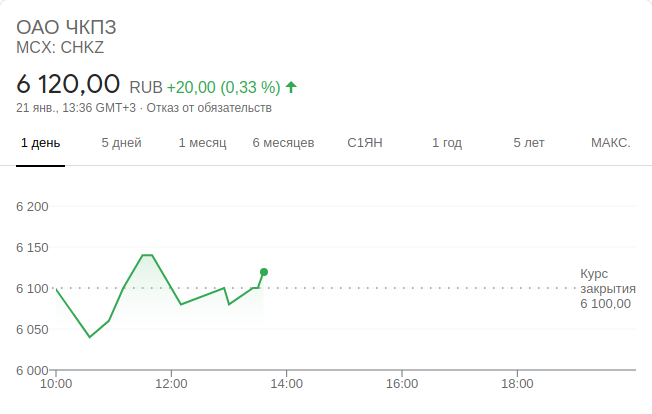 ОАО ЧКПЗ
MCX: CHKZ
6 120,00 RUB +20,00 (0,33 %)
21 янв., 13:36 GMT+3 · Отказ от обязательств
1 день 5 дней 1 месяц 6 месяцев С1ЯН 1 год 5 лет МАКС.
6 200
6 150
6 100
6 050
6 000
Курс
закрытия
6 100,00
10:00 12:00 14:00 16:00 18:00